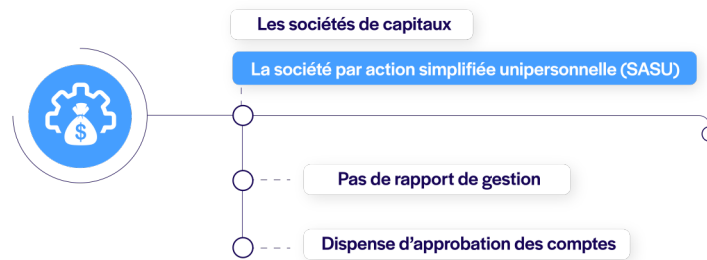 Les sociétés de capitaux
La société par action simplifiée unipersonnelle (SASU)
$
Pas de rapport de gestion
Dispense d'approbation des comptes